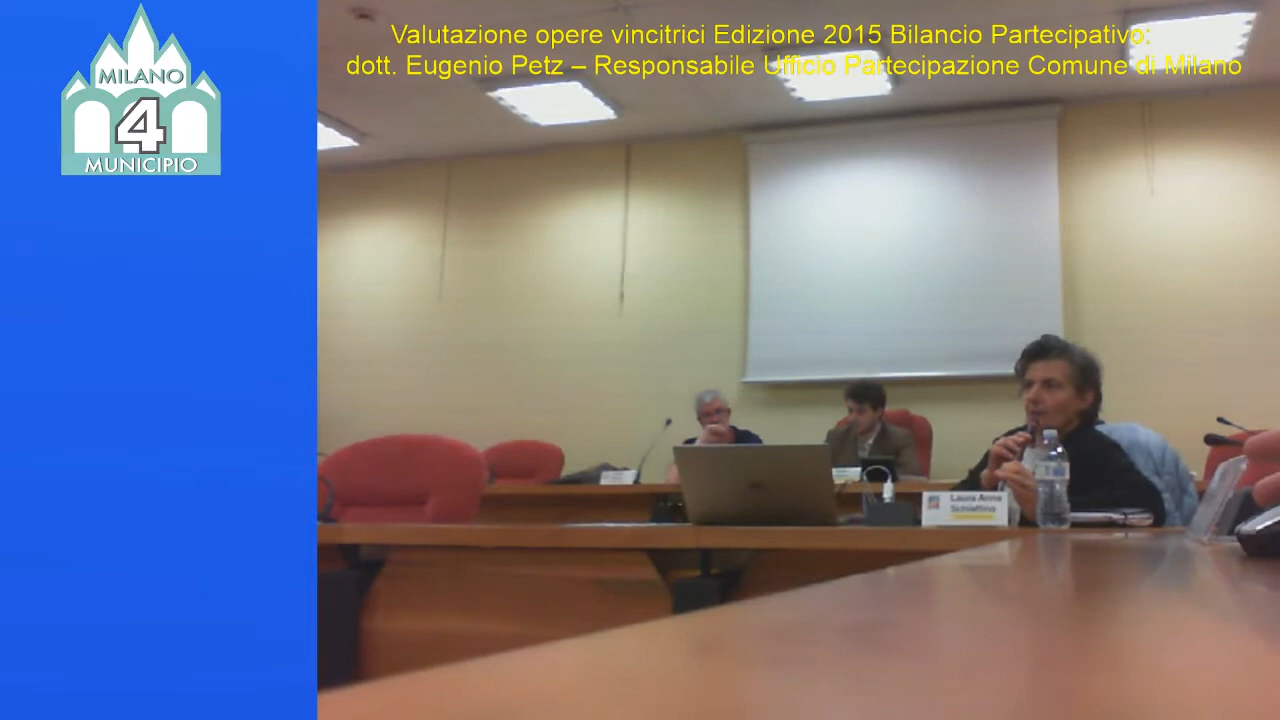 MILANO
4
MUNICIPIO
Valutazione opere vincitrici Edizione 2015 Bilancio Partecipativo:
dott. Eugenio Petz – Responsabile Ufficio Partecipazione Comune di Milano
Laura Anna
Schiaffino